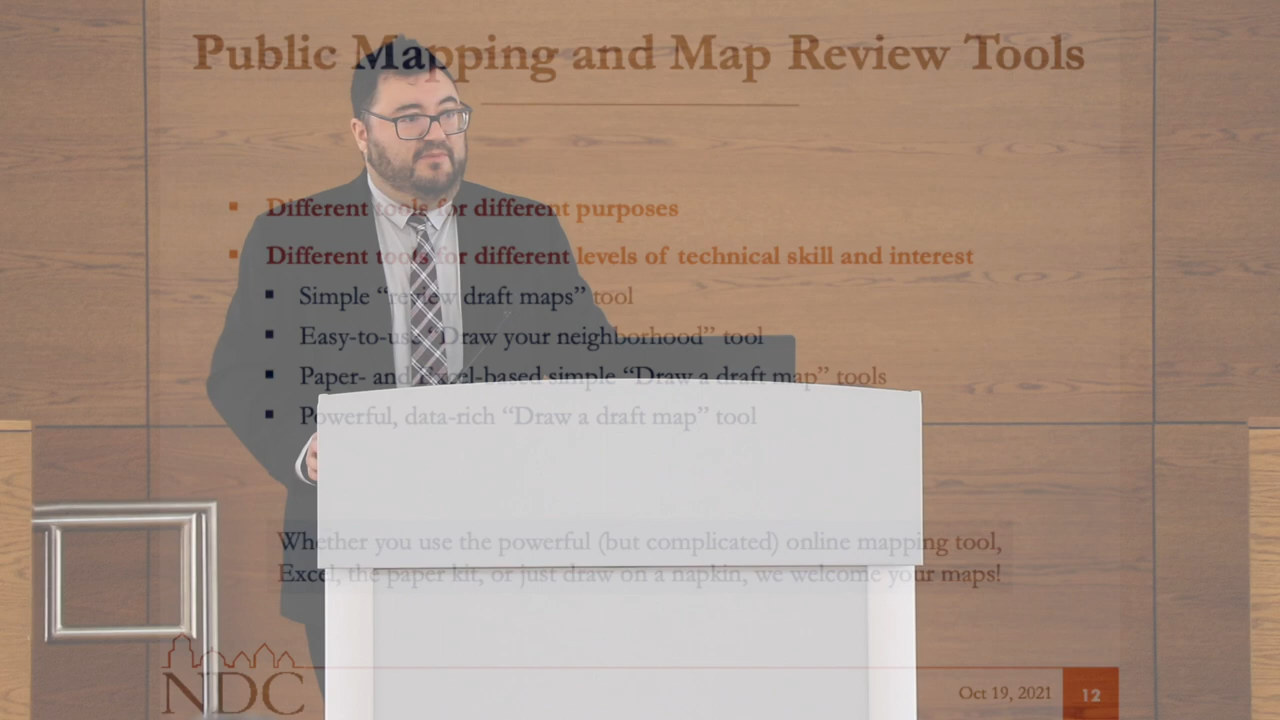 Public Mapping and Map Review Tools
Different tools for different purposes
Different tools for different levels of technical skill and interest
Simple “review draft maps” tool
Easy-to-use “Draw your neighborhood” tool
Paper- and Excel-based simple “Draw a draft map” tools
Powerful, data-rich “Draw a draft map” tool
Whether you use the powerful (but complicated) online mapping tool,
Excel, the paper kit, or just draw on a napkin, we welcome your maps!
NDC
Oct 19, 2021 12